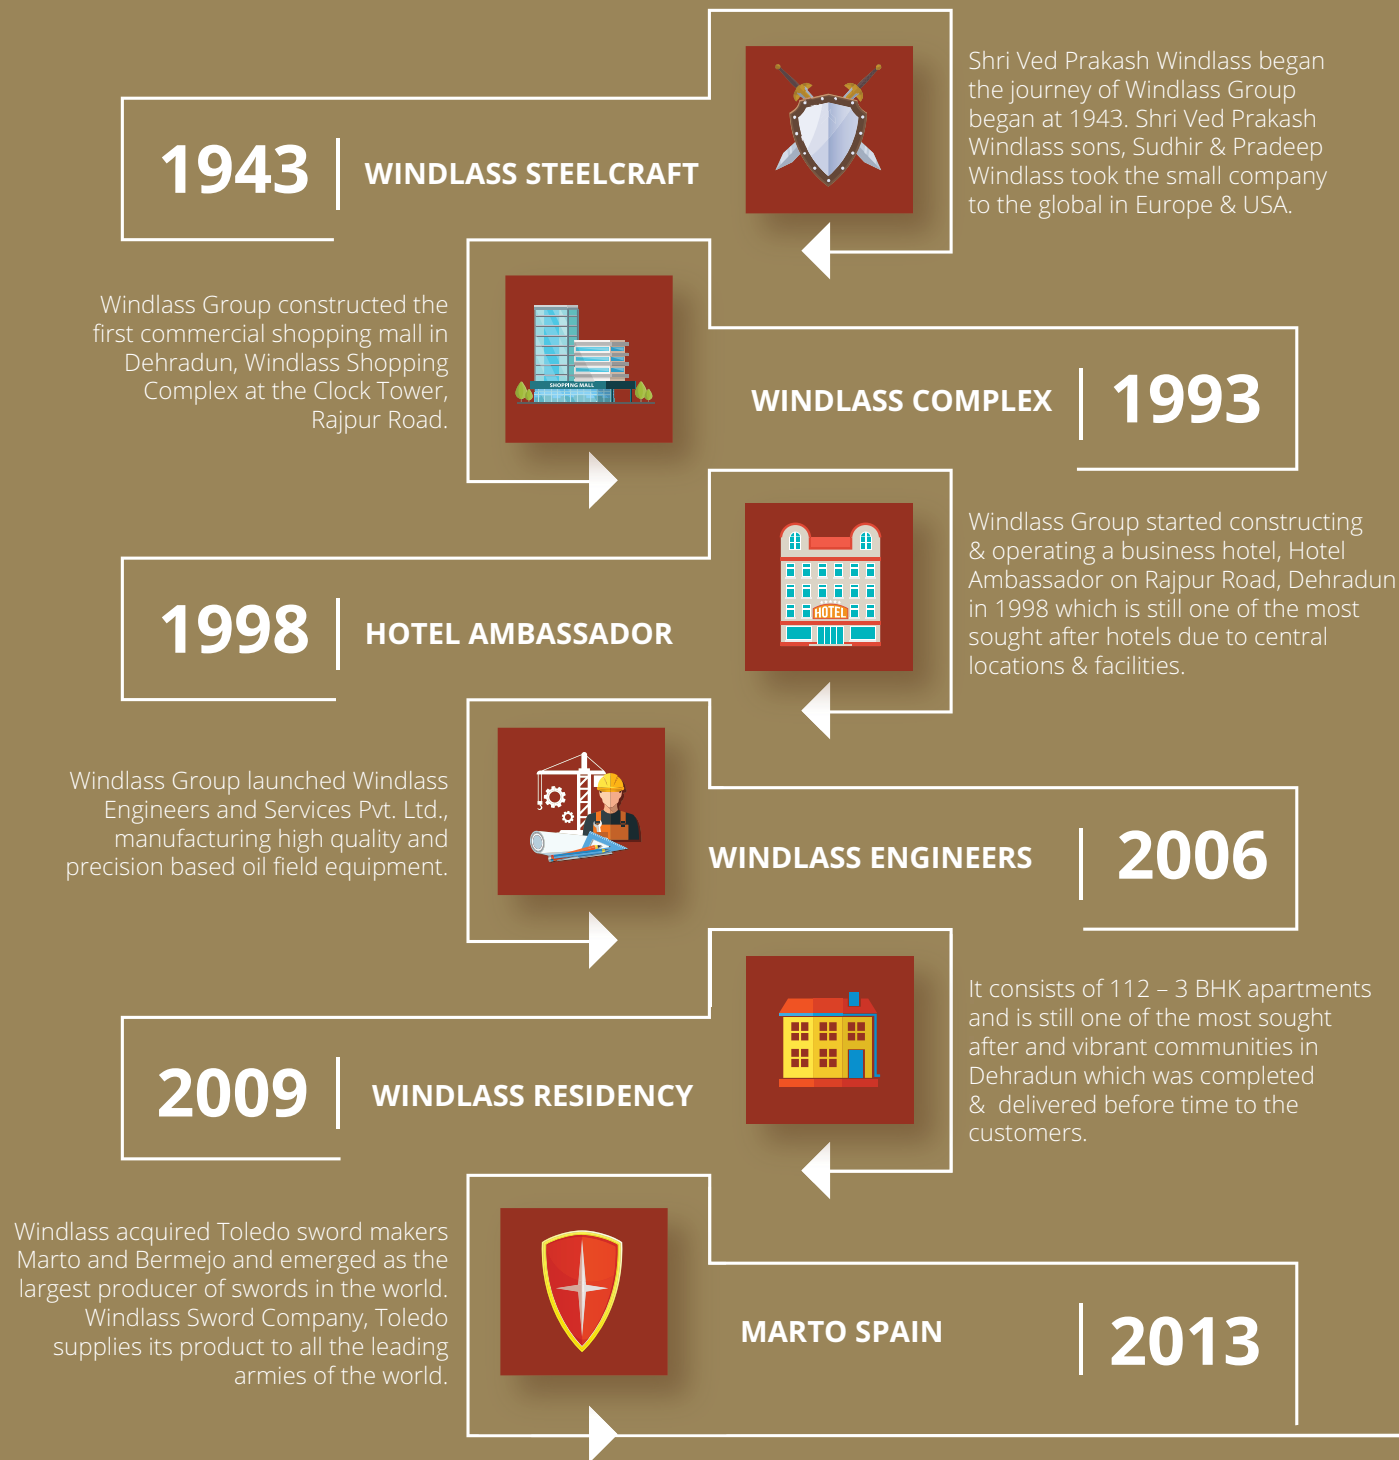 1943
WINDLASS STEELCRAFT
Shri Ved Prakash Windlass began
the journey of Windlass Group
began at 1943. Shri Ved Prakash
Windlass sons, Sudhir & Pradeep
Windlass took the small company
to the global in Europe & USA.
Windlass Group constructed the
first commercial shopping mall in
Dehradun, Windlass Shopping
Complex at the Clock Tower,
Rajpur Road.
SHOPPING MALL
WINDLASS COMPLEX
1993
1998
HOTEL AMBASSADOR
HOTEL
Windlass Group started constructing
& operating a business hotel, Hotel
Ambassador on Rajpur Road, Dehradun
in 1998 which is still one of the most
sought after hotels due to central
locations & facilities.
Windlass Group launched Windlass
Engineers and Services Pvt. Ltd.,
manufacturing high quality and
precision based oil field equipment.
WINDLASS ENGINEERS
2006
2009
WINDLASS RESIDENCY
It consists of 112 – 3 BHK apartments
and is still one of the most sought
after and vibrant communities in
Dehradun which was completed
& delivered before time to the
customers.
Windlass acquired Toledo sword makers
Marto and Bermejo and emerged as the
largest producer of swords in the world.
Windlass Sword Company, Toledo
supplies its product to all the leading
armies of the world.
MARTO SPAIN
2013